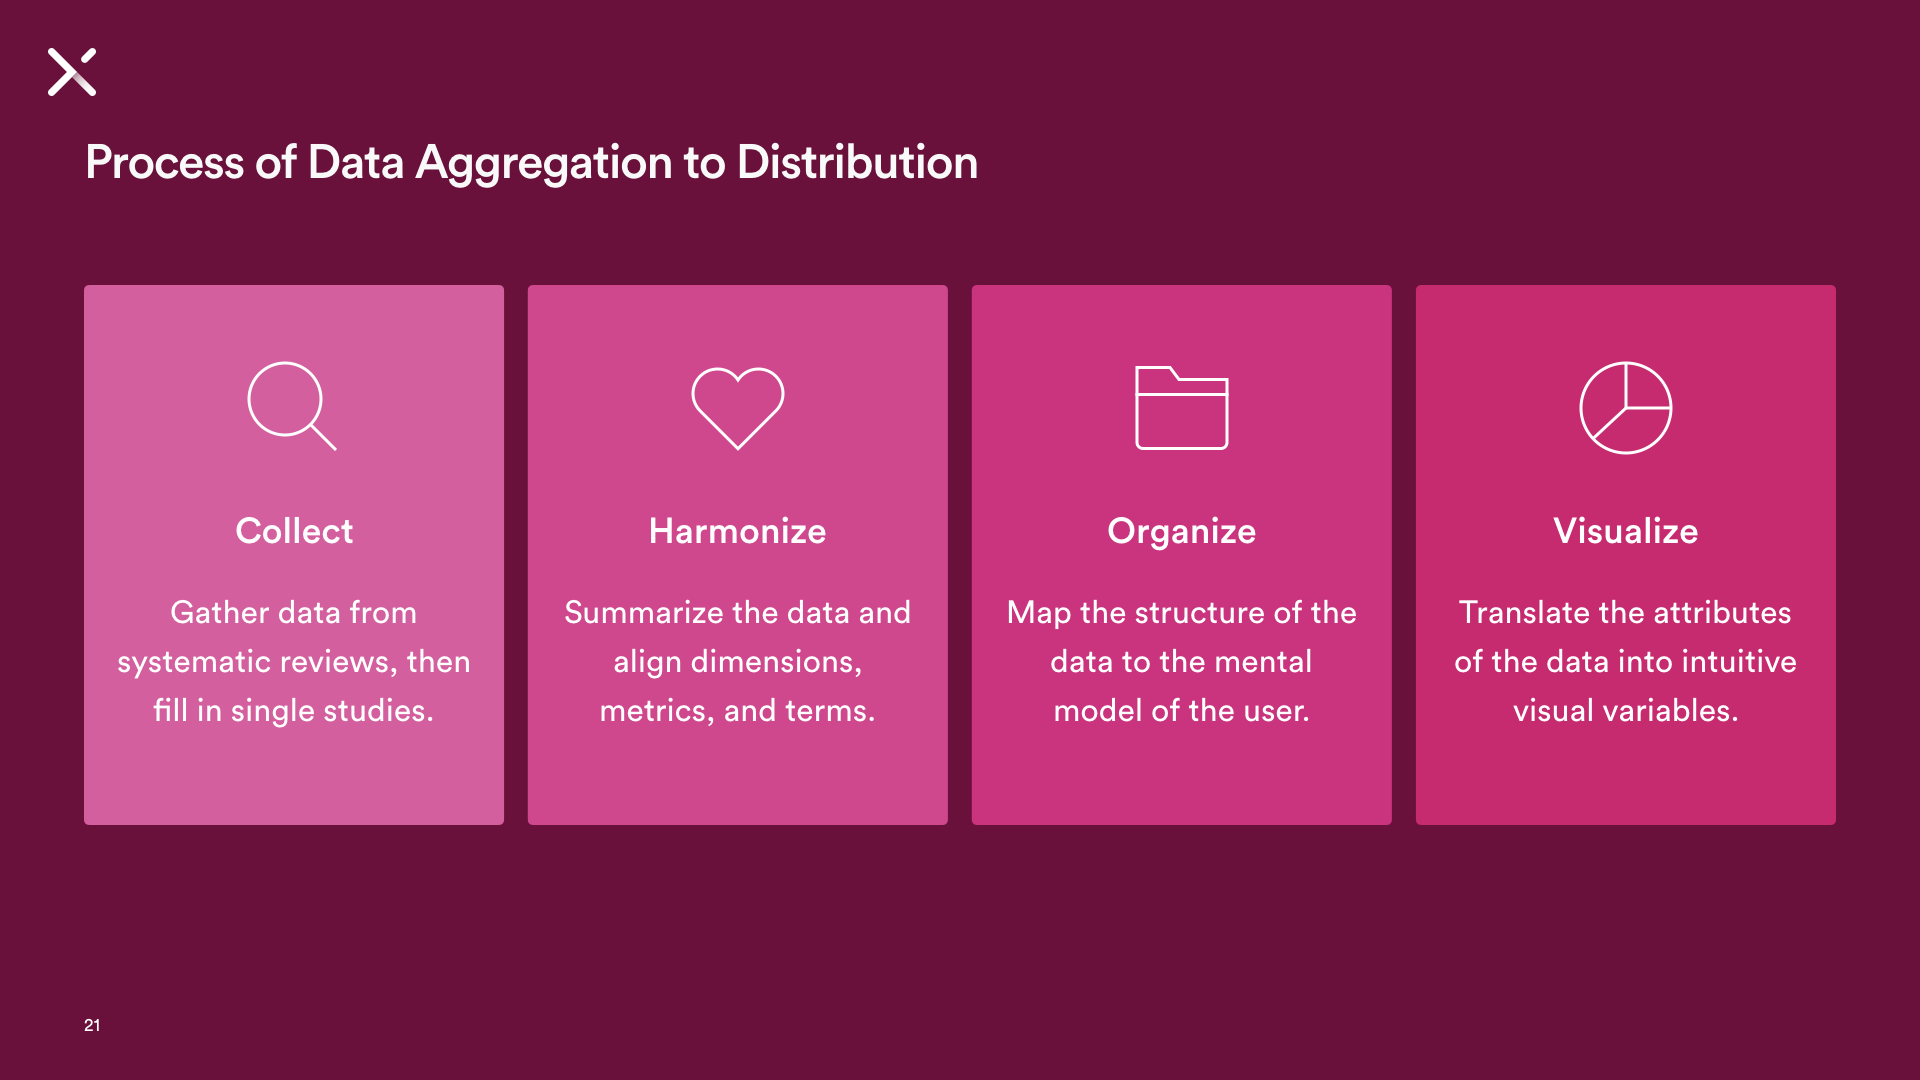 Process of Data Aggregation to Distribution
Collect
Gather data from
systematic reviews, then
fill in single studies.
Harmonize
Summarize the data and
align dimensions,
metrics, and terms.
Organize
Map the structure of the
data to the mental
model of the user.
Visualize
Translate the attributes
of the data into intuitive
visual variables.
21